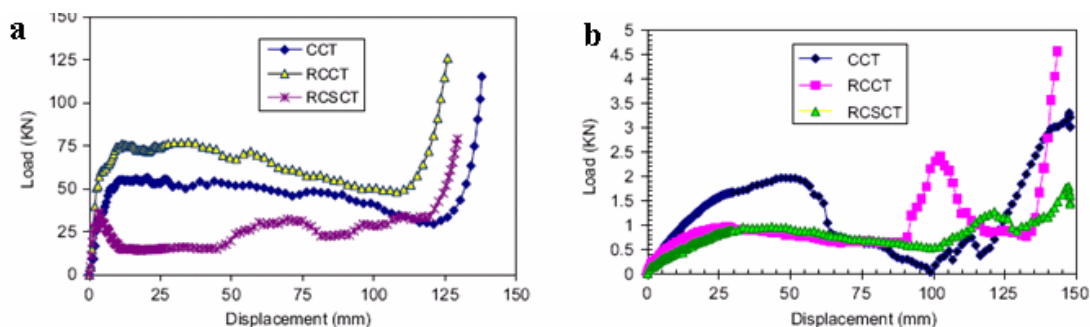 a
150
125
100
75
50
25
0
Load (KN)
CCT
RCCT
RCSCT
0 25 50 75 100 125 150
Displacement (mm)
b
5
4.5
4
3.5
3
2.5
2
1.5
1
0.5
0
Load (KN)
CCT
RCCT
RCSCT
0 25 50 75 100 125 150
Displacement (mm)